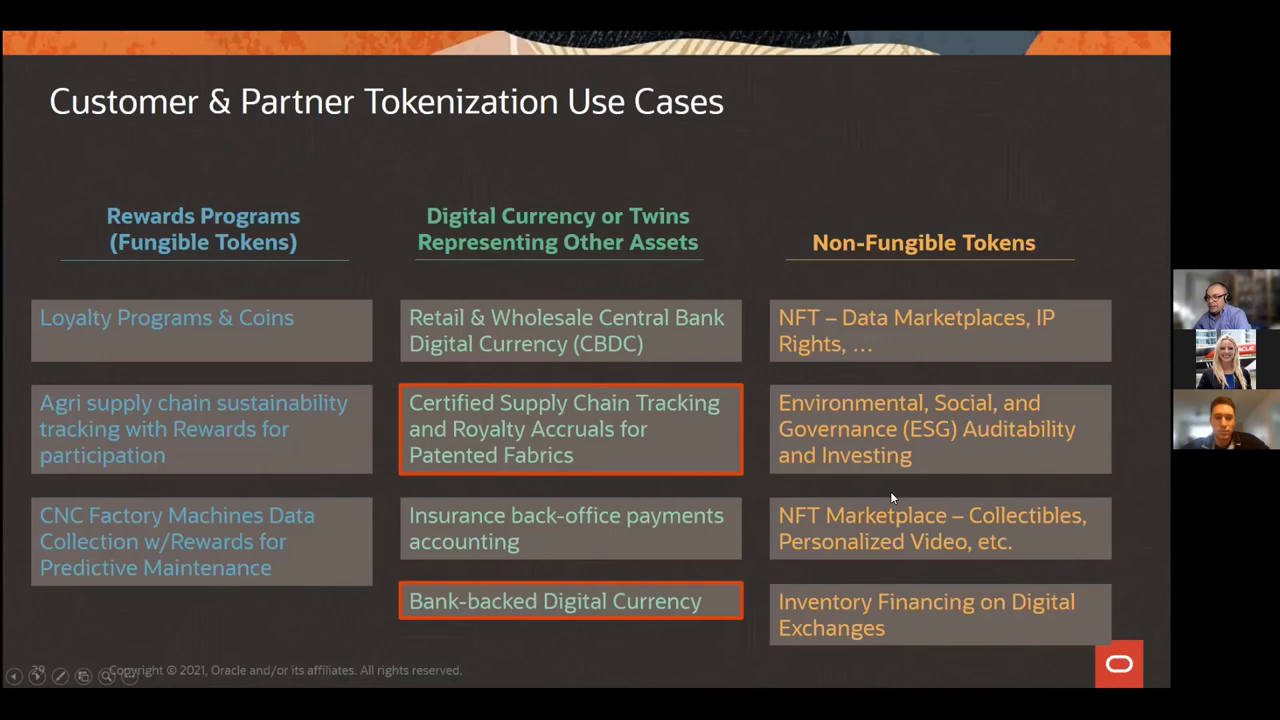 Customer & Partner Tokenization Use Cases
Rewards Programs
(Fungible Tokens)
Loyalty Programs & Coins
Agri supply chain sustainability
tracking with Rewards for
participation
CNC Factory Machines Data
Collection w/Rewards for
Predictive Maintenance
Digital Currency or Twins
Representing Other Assets
Retail & Wholesale Central Bank
Digital Currency (CBDC)
Certified Supply Chain Tracking
and Royalty Accruals for
Patented Fabrics
Insurance back-office payments
accounting
Bank-backed Digital Currency
Non-Fungible Tokens
NFT – Data Marketplaces, IP
Rights, …
Environmental, Social, and
Governance (ESG) Auditability
and Investing
NFT Marketplace – Collectibles,
Personalized Video, etc.
Inventory Financing on Digital
Exchanges
29
Copyright © 2021, Oracle and/or its affiliates. All rights reserved.